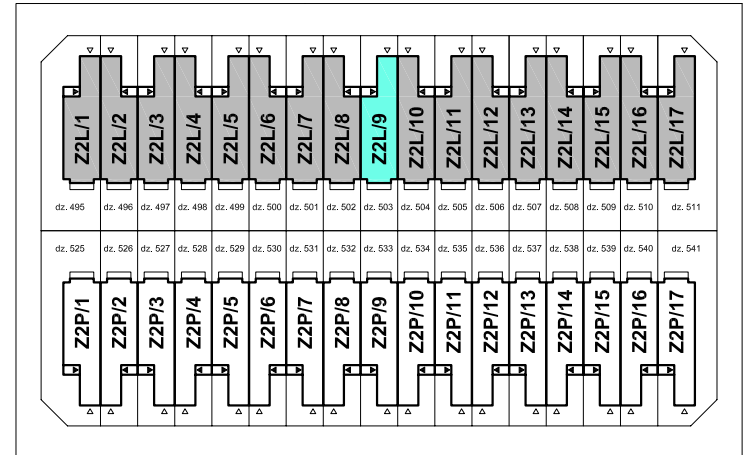 Z2L/1 Z2L/2 Z2L/3 Z2L/4 Z2L/5 Z2L/6 Z2L/7 Z2L/8 Z2L/9 Z2L/10 Z2L/11 Z2L/12 Z2L/13 Z2L/14 Z2L/15 Z2L/16 Z2L/17
dz. 495 dz. 496 dz. 497 dz. 498 dz. 499 dz. 500 dz. 501 dz. 502 dz. 503 dz. 504 dz. 505 dz. 506 dz. 507 dz. 508 dz. 509 dz. 510 dz. 511
dz. 525 dz. 526 dz. 527 dz. 528 dz. 529 dz. 530 dz. 531 dz. 532 dz. 533 dz. 534 dz. 535 dz. 536 dz. 537 dz. 538 dz. 539 dz. 540 dz. 541
Z2P/1 Z2P/2 Z2P/3 Z2P/4 Z2P/5 Z2P/6 Z2P/7 Z2P/8 Z2P/9 Z2P/10 Z2P/11 Z2P/12 Z2P/13 Z2P/14 Z2P/15 Z2P/16 Z2P/17